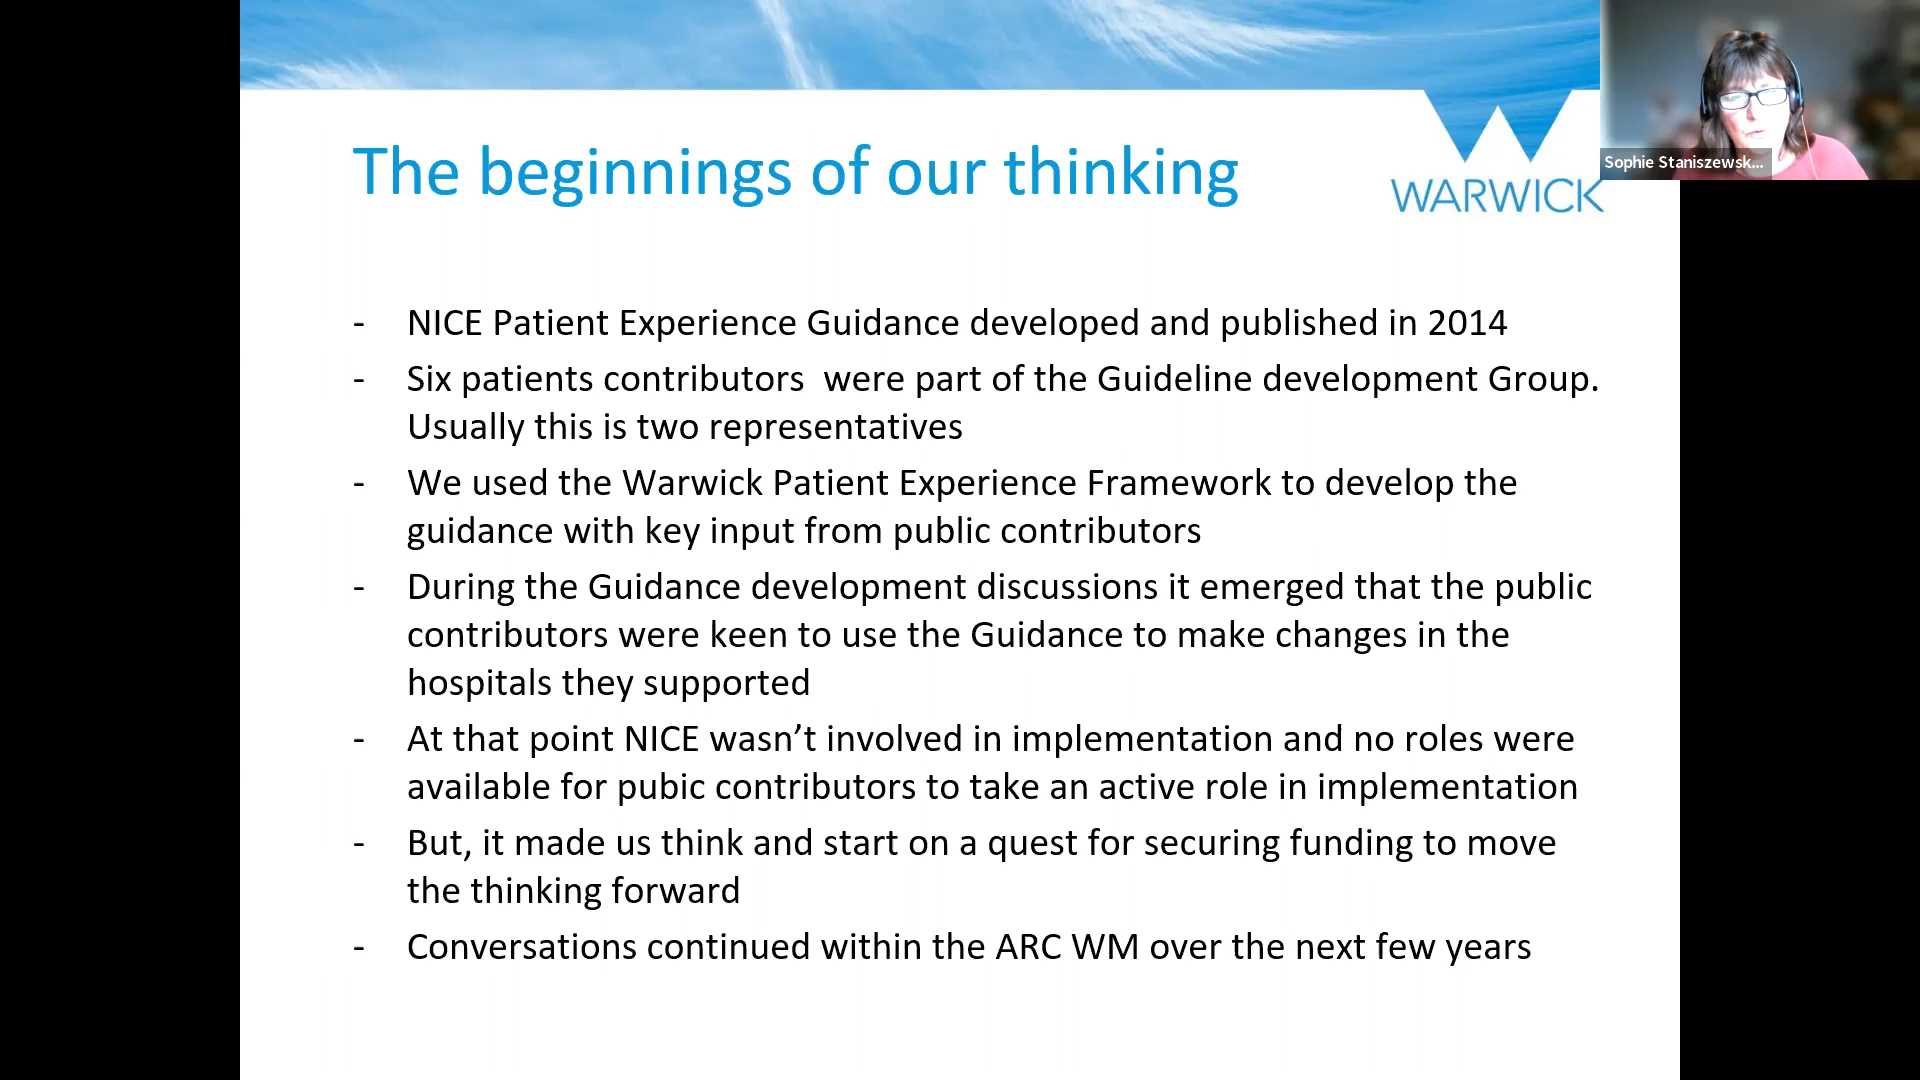 The beginnings of our thinking
WARWICK
Sophie Staniszewsk...
- NICE Patient Experience Guidance developed and published in 2014
- Six patients contributors  were part of the Guideline development Group.
Usually this is two representatives
- We used the Warwick Patient Experience Framework to develop the
guidance with key input from public contributors
- During the Guidance development discussions it emerged that the public
contributors were keen to use the Guidance to make changes in the
hospitals they supported
- At that point NICE wasn’t involved in implementation and no roles were
available for pubic contributors to take an active role in implementation
- But, it made us think and start on a quest for securing funding to move
the thinking forward
- Conversations continued within the ARC WM over the next few years